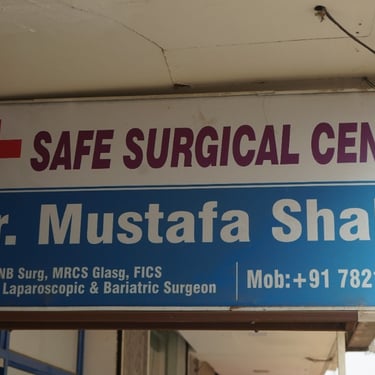 SAFE SURGICAL CEN
r. Mustafa Sha
NB Surg, MRCS Glasg, FICS
Laparoscopic & Bariatric Surgeon
Mob:+91 782